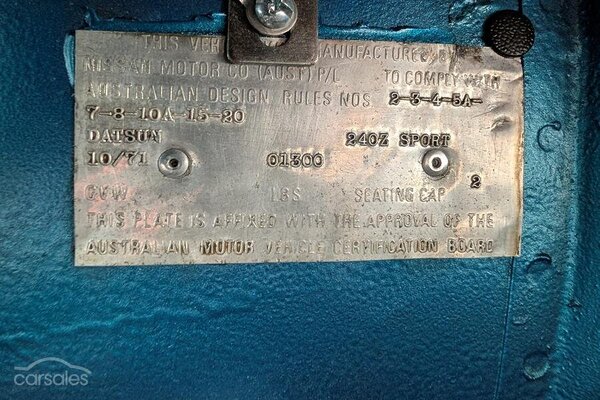 THIS VEH ANUFACTURED BY
NISSAN MOTOR CO (AUST) P/L TO COMPLY WITH
AUSTRALIAN DESIGN RULES NOS 2-3-4-5A-
7-8-10A-15-20
DATSUN 240Z SPORT
10/71 01300
2
GVW LBS SEATING CAP
THIS PLATE IS AFFIXED WITH THE APPROVAL OF THE
AUSTRALIAN MOTOR VEHICLE CERTIFICATION BOARD
carsales